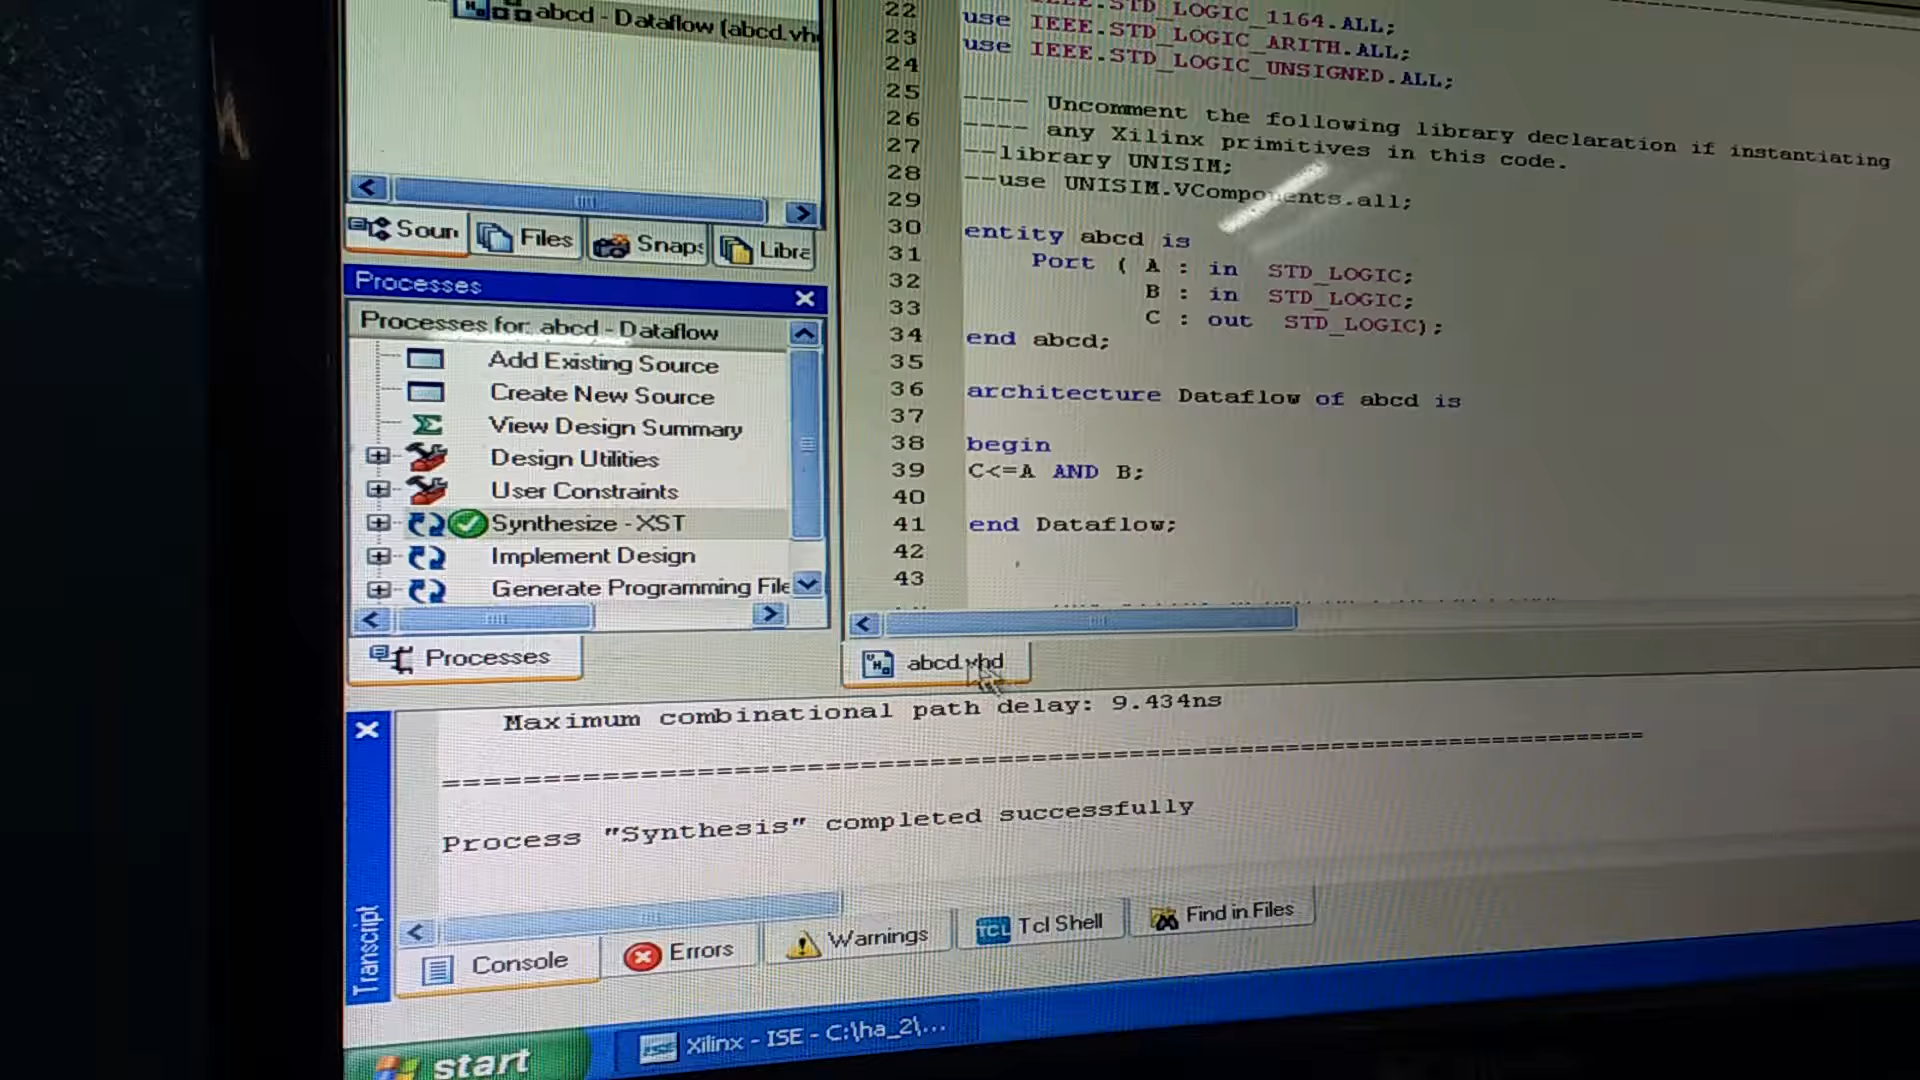 abcd - Dataflow (abcd.vh
Sour
Files
Snaps
Libra
Processes
Processes for: abcd - Dataflow
Add Existing Source
Create New Source
View Design Summary
Design Utilities
User Constraints
Synthesize - XST
Implement Design
Generate Programming File
Processes
22 IEEE.STD_LOGIC_1164.ALL;
23 use IEEE.STD_LOGIC_ARITH.ALL;
24 use IEEE.STD_LOGIC_UNSIGNED.ALL;
25
26 ---- Uncomment the following library declaration if instantiating
27 ---- any Xilinx primitives in this code.
28 --library UNISIM;
29 --use UNISIM.VComponents.all;
30
31 entity abcd is
32 Port ( A : in STD_LOGIC;
33 B : in STD_LOGIC;
34 C : out STD_LOGIC);
35 end abcd;
36
37 architecture Dataflow of abcd is
38
39 begin
40 C<=A AND B;
41
42 end Dataflow;
43
abcd.vhd
Maximum combinational path delay: 9.434ns
Process "Synthesis" completed successfully
Transcript
Console
Errors
Warnings
TCL Tcl Shell
Find in Files
start
Xilinx - ISE - C:\ha_2\...